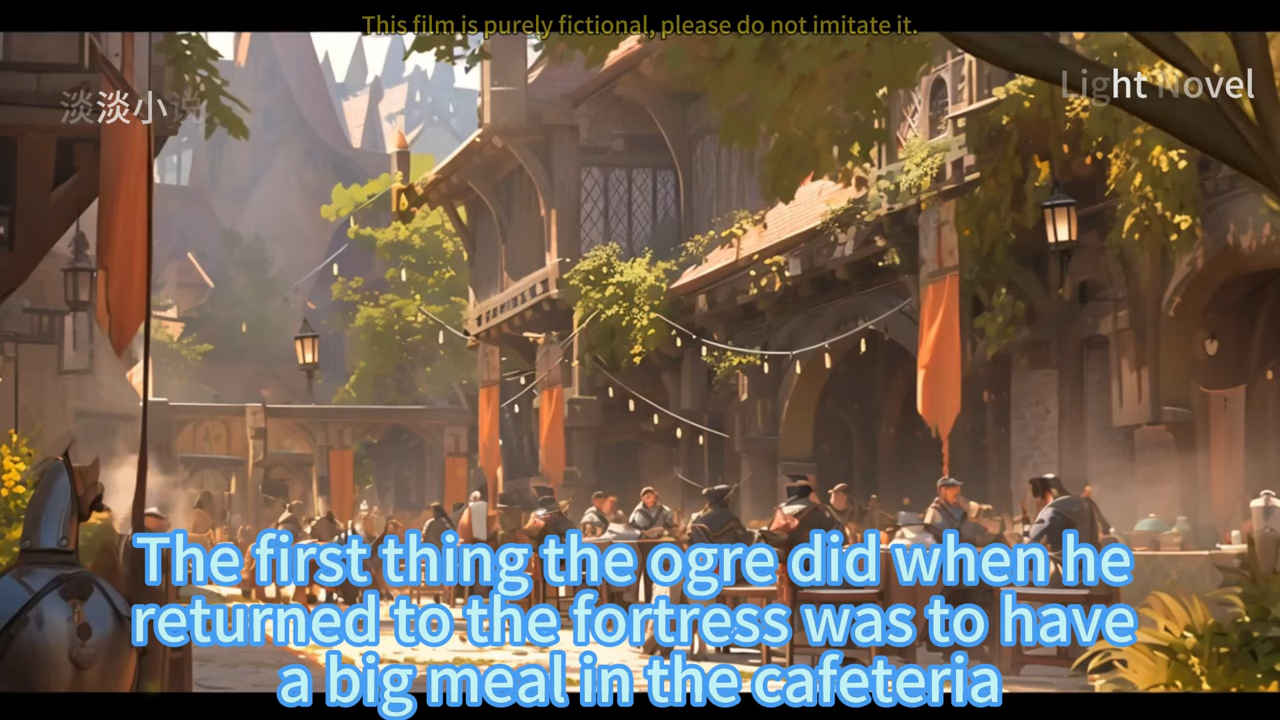 This film is purely fictional, please do not imitate it.
淡淡小说
Light Novel
The first thing the ogre did when he
returned to the fortress was to have
a big meal in the cafeteria